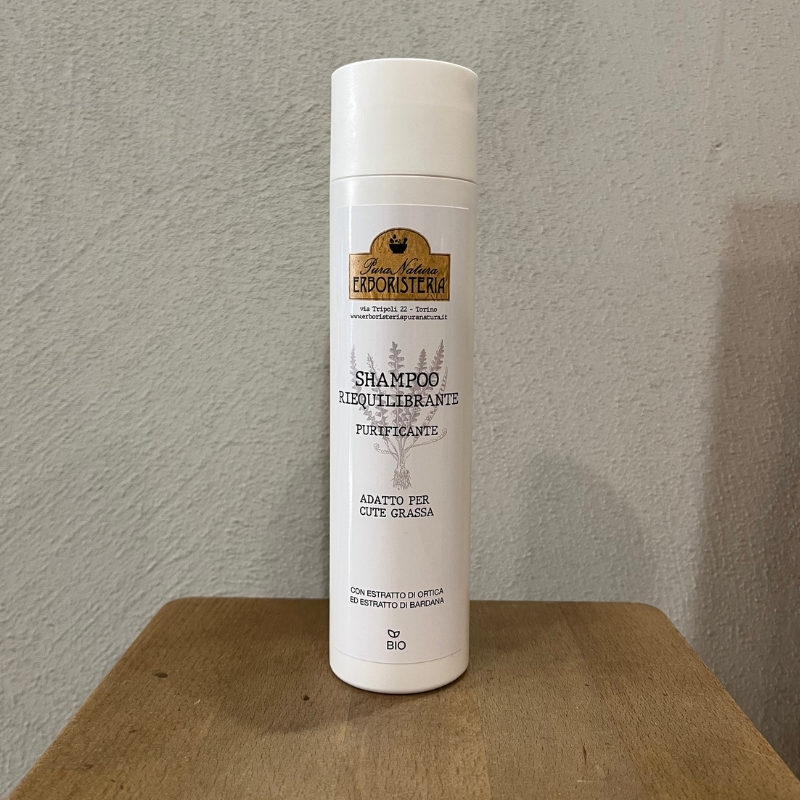 Pura Natura
ERBORISTERIA
via Tripoli 22 - Torino
www.erboristeriapuranatura.it
SHAMPOO
RIEQUILIBRANTE
PURIFICANTE
ADATTO PER
CUTE GRASSA
CON ESTRATTO DI ORTICA
ED ESTRATTO DI BARDANA
BIO